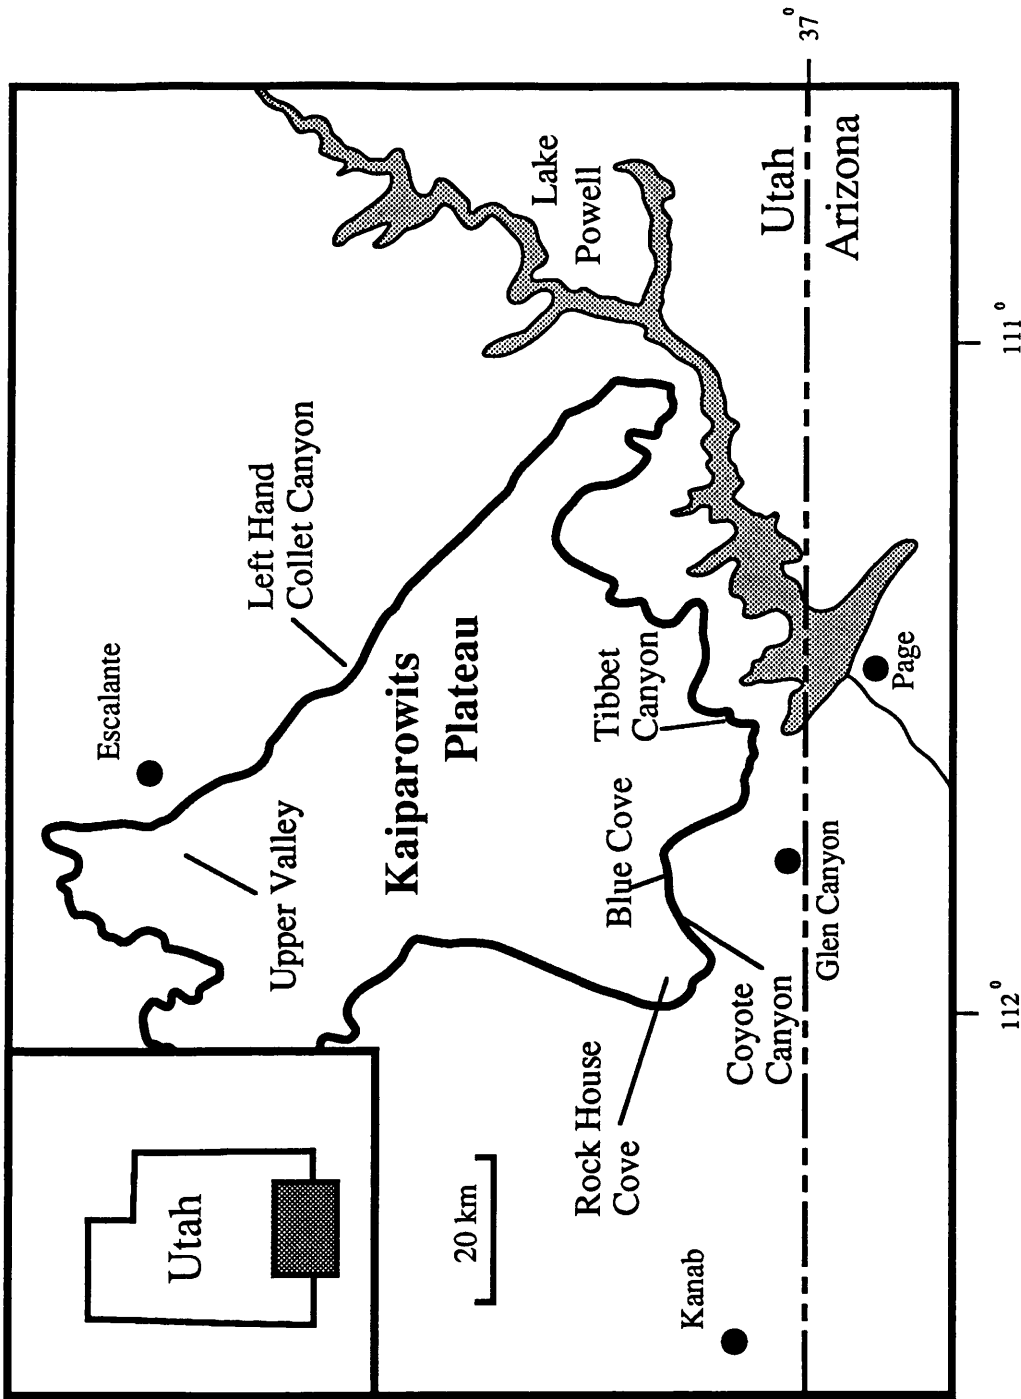 Utah
20 km
Kanab
Rock House
Cove
Coyote
Canyon
Blue Cove
Glen Canyon
Upper Valley
Escalante
Kaiparowits
Plateau
Left Hand
Collet Canyon
Tibbet
Canyon
Page
Lake
Powell
Utah
Arizona
37°
112°
111°